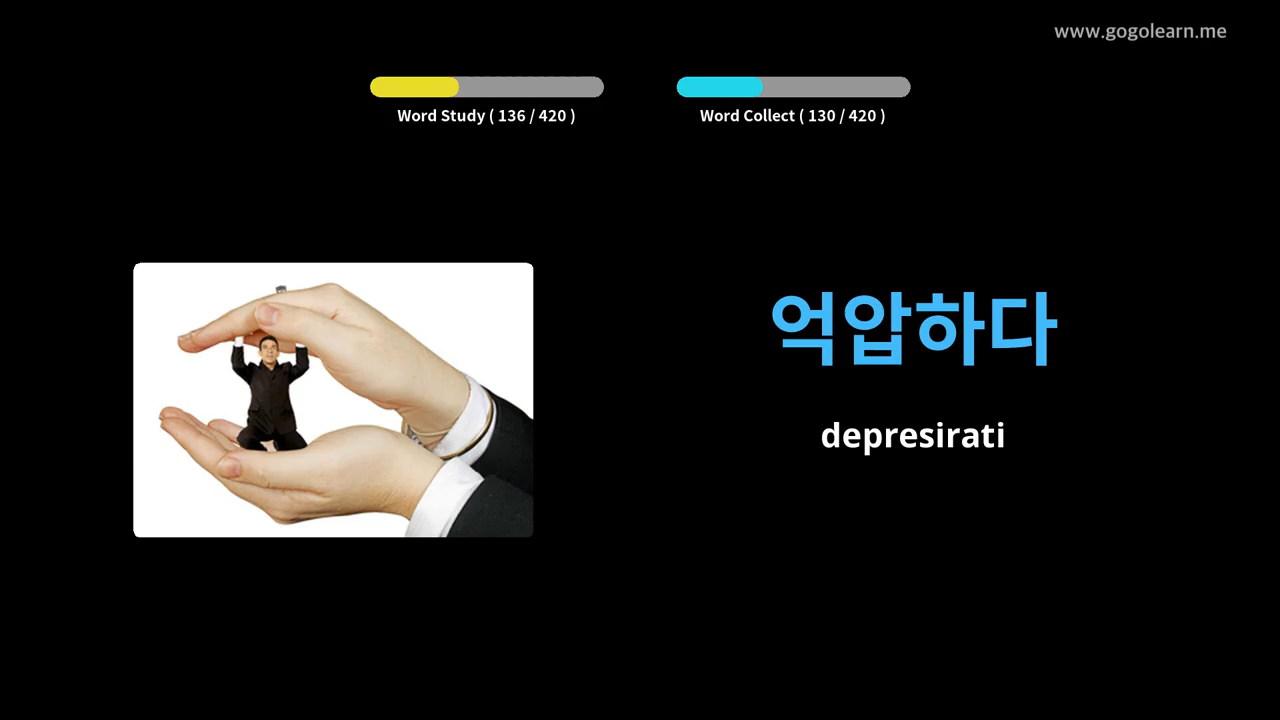 www.gogolearn.me
Word Study ( 136 / 420 )
Word Collect ( 130 / 420 )
억압하다
depresirati